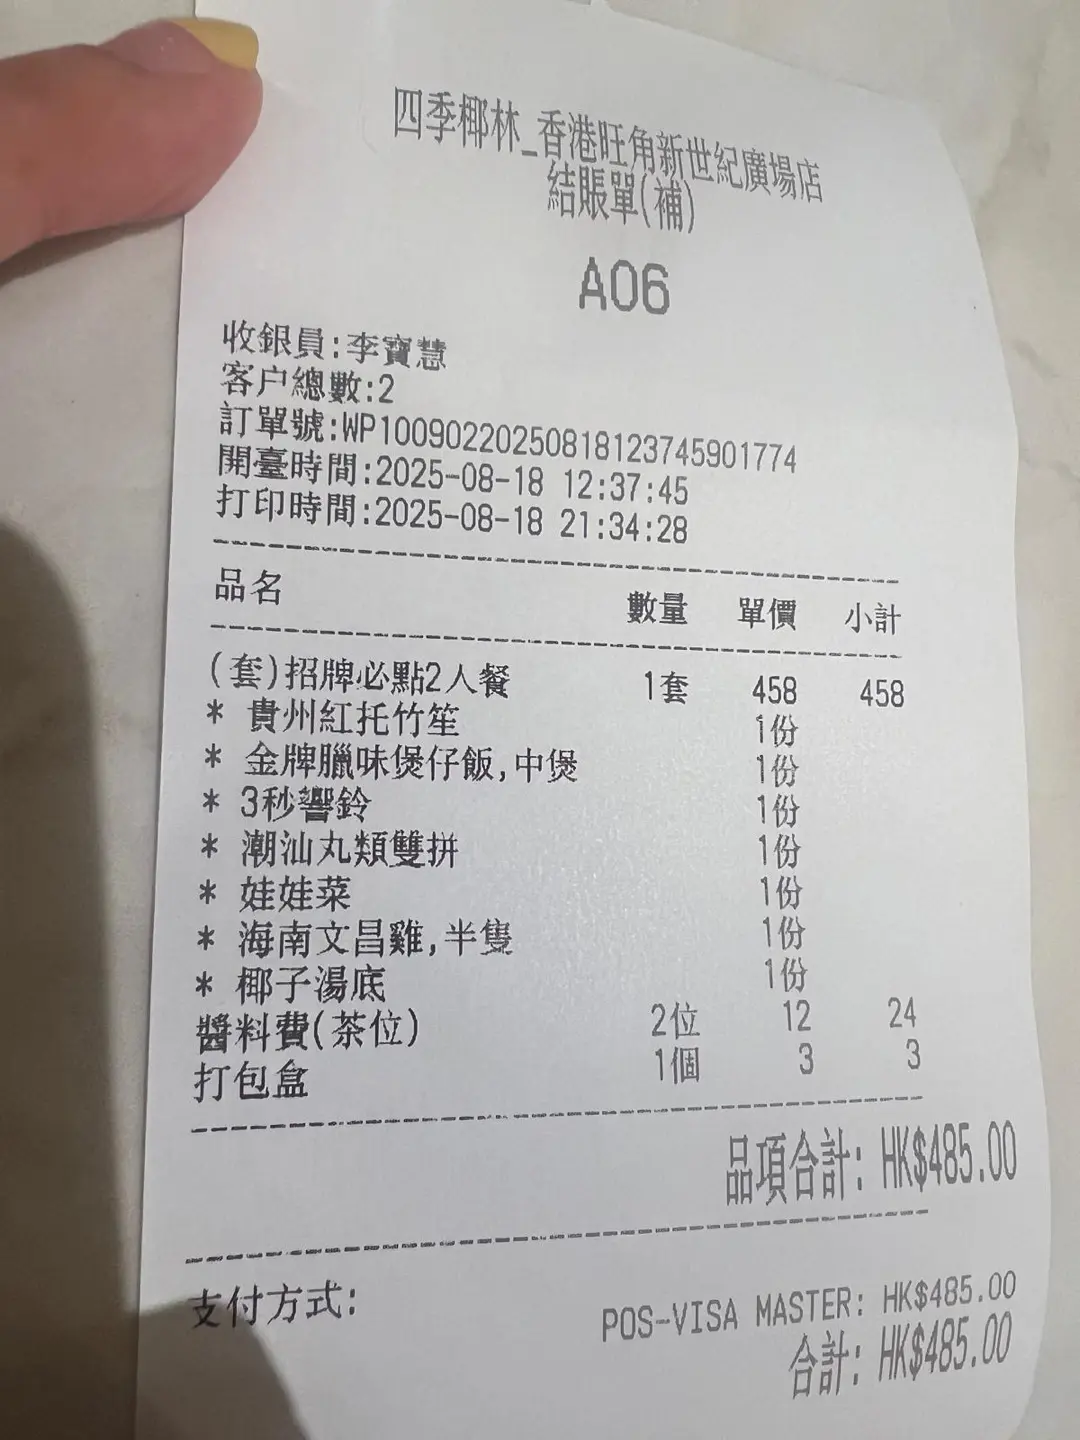 四季椰林_香港旺角新世紀廣場店
結賬單(補)
A06
收銀員:李寶慧
客户總數:2
訂單號:WP10090220250818123745901774
開臺時間:2025-08-18 12:37:45
打印時間:2025-08-18 21:34:28
品名 數量 單價 小計
(套)招牌必點2人餐 1套 458 458
* 貴州紅托竹笙 1份
* 金牌臘味煲仔飯,中煲 1份
* 3秒響鈴 1份
* 潮汕丸類雙拼 1份
* 娃娃菜 1份
* 海南文昌雞,半隻 1份
* 椰子湯底 1份
醬料費(茶位) 2位 12 24
打包盒 1個 3 3
品項合計: HK$485.00
支付方式:
POS-VISA MASTER: HK$485.00
合計: HK$485.00